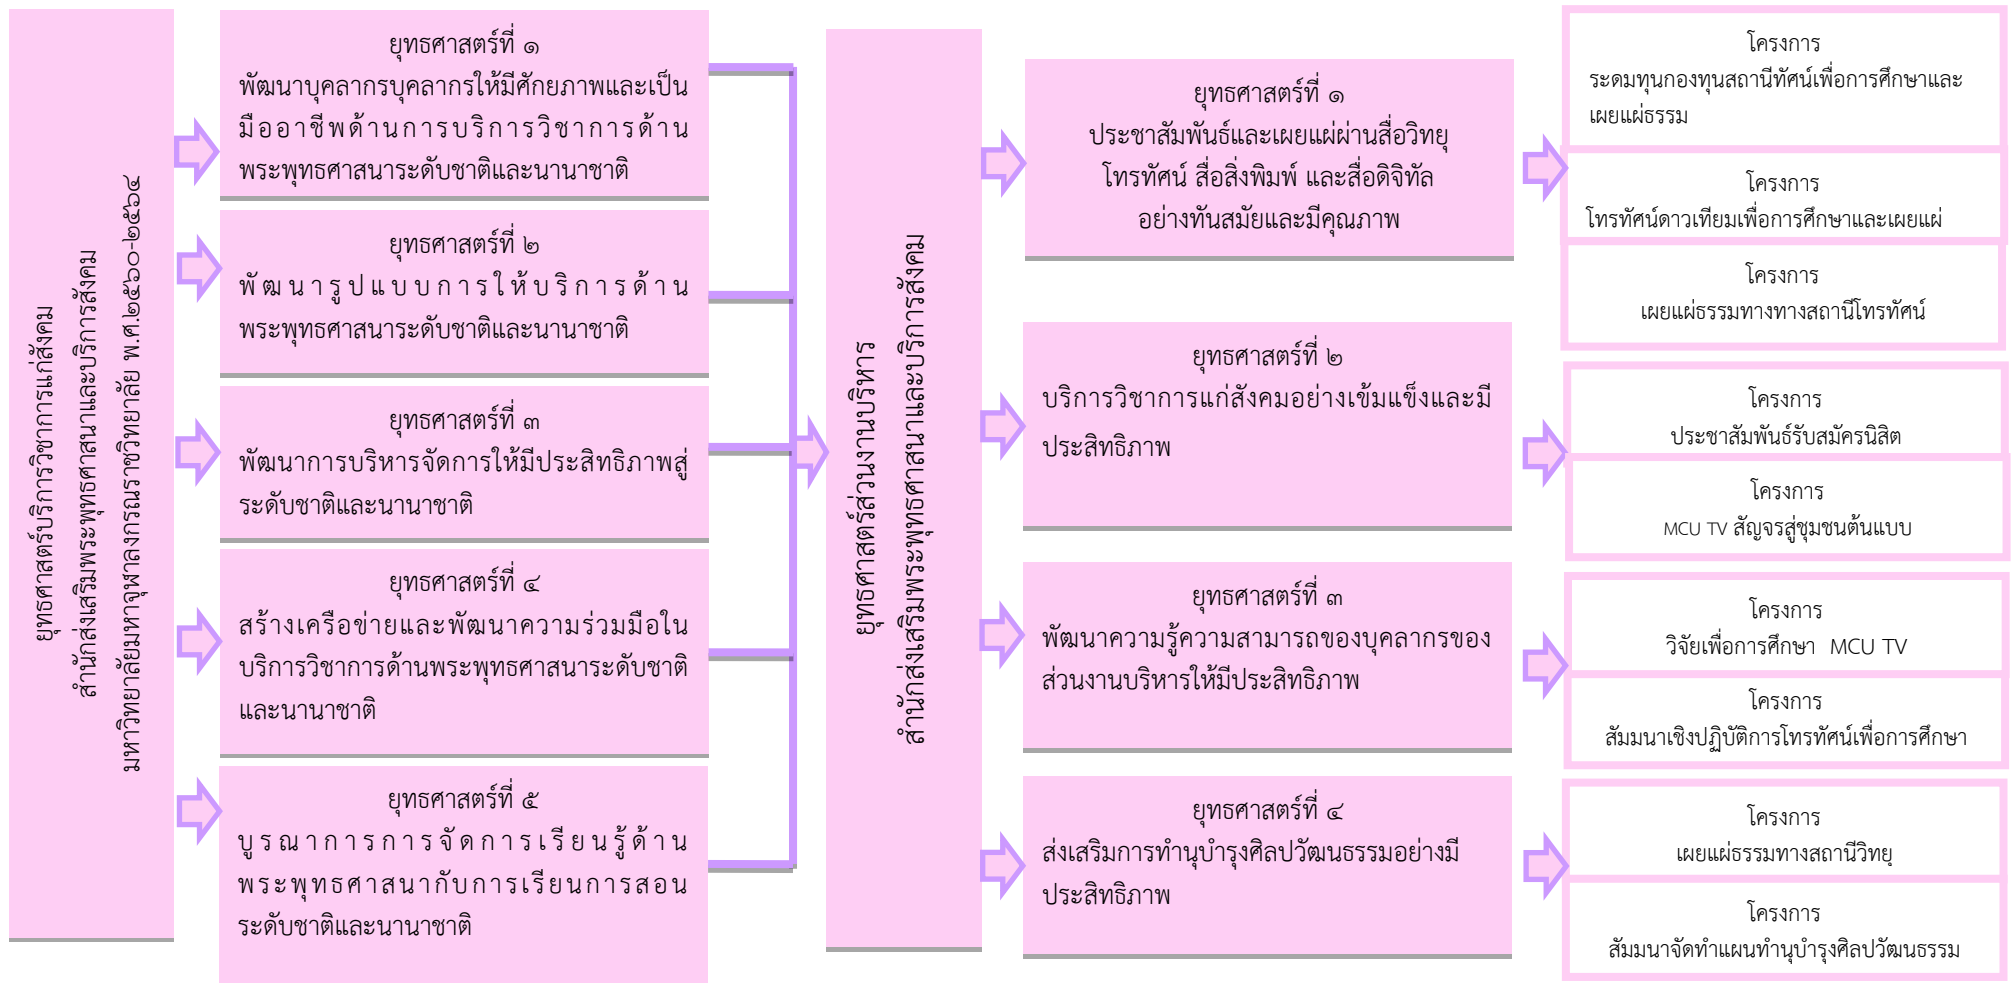 ยุทธศาสตร์บริการวิชาการแก่สังคม
สำนักส่งเสริมพระพุทธศาสนาและบริการสังคม
มหาวิทยาลัยมหาจุฬาลงกรณราชวิทยาลัย พ.ศ.๒๕๖๐-๒๕๖๔
ยุทธศาสตร์ที่ ๑
พัฒนาบุคลากรบุคลากรให้มีศักยภาพและเป็น
มืออาชีพด้านการบริการวิชาการด้าน
พระพุทธศาสนาระดับชาติและนานาชาติ
ยุทธศาสตร์ที่ ๒
พัฒนารูปแบบการให้บริการด้าน
พระพุทธศาสนาระดับชาติและนานาชาติ
ยุทธศาสตร์ที่ ๓
พัฒนาการบริหารจัดการให้มีประสิทธิภาพสู่
ระดับชาติและนานาชาติ
ยุทธศาสตร์ที่ ๔
สร้างเครือข่ายและพัฒนาความร่วมมือใน
บริการวิชาการด้านพระพุทธศาสนาระดับชาติ
และนานาชาติ
ยุทธศาสตร์ที่ ๕
บูรณาการการจัดการเรียนรู้ด้าน
พระพุทธศาสนากับการเรียนการสอน
ระดับชาติและนานาชาติ
ยุทธศาสตร์ส่วนงานบริหาร
สำนักส่งเสริมพระพุทธศาสนาและบริการสังคม
ยุทธศาสตร์ที่ ๑
ประชาสัมพันธ์และเผยแผ่ผ่านสื่อวิทยุ
โทรทัศน์ สื่อสิ่งพิมพ์ และสื่อดิจิทัล
อย่างทันสมัยและมีคุณภาพ
ยุทธศาสตร์ที่ ๒
บริการวิชาการแก่สังคมอย่างเข้มแข็งและมี
ประสิทธิภาพ
ยุทธศาสตร์ที่ ๓
พัฒนาความรู้ความสามารถของบุคลากรของ
ส่วนงานบริหารให้มีประสิทธิภาพ
ยุทธศาสตร์ที่ ๔
ส่งเสริมการทำนุบำรุงศิลปวัฒนธรรมอย่างมี
ประสิทธิภาพ
โครงการ
ระดมทุนกองทุนสถานีทัศน์เพื่อการศึกษาและ
เผยแผ่ธรรม
โครงการ
โทรทัศน์ดาวเทียมเพื่อการศึกษาและเผยแผ่
โครงการ
เผยแผ่ธรรมทางทางสถานีโทรทัศน์
โครงการ
ประชาสัมพันธ์รับสมัครนิสิต
โครงการ
MCU TV สัญจรสู่ชุมชนต้นแบบ
โครงการ
วิจัยเพื่อการศึกษา MCU TV
โครงการ
สัมมนาเชิงปฏิบัติการโทรทัศน์เพื่อการศึกษา
โครงการ
เผยแผ่ธรรมทางสถานีวิทยุ
โครงการ
สัมมนาจัดทำแผนทำนุบำรุงศิลปวัฒนธรรม